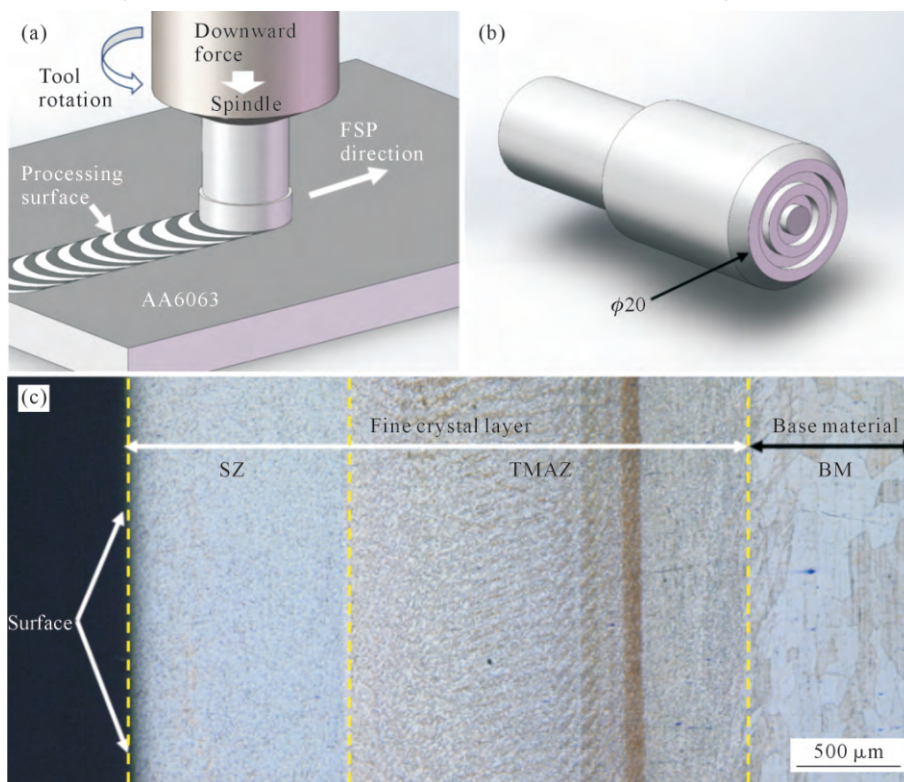 (a)
Downward
force
Tool
rotation
Spindle
FSP
direction
Processing
surface
AA6063
(b)
ϕ20
(c)
Fine crystal layer
Base material
SZ
TMAZ
BM
Surface
500 μm